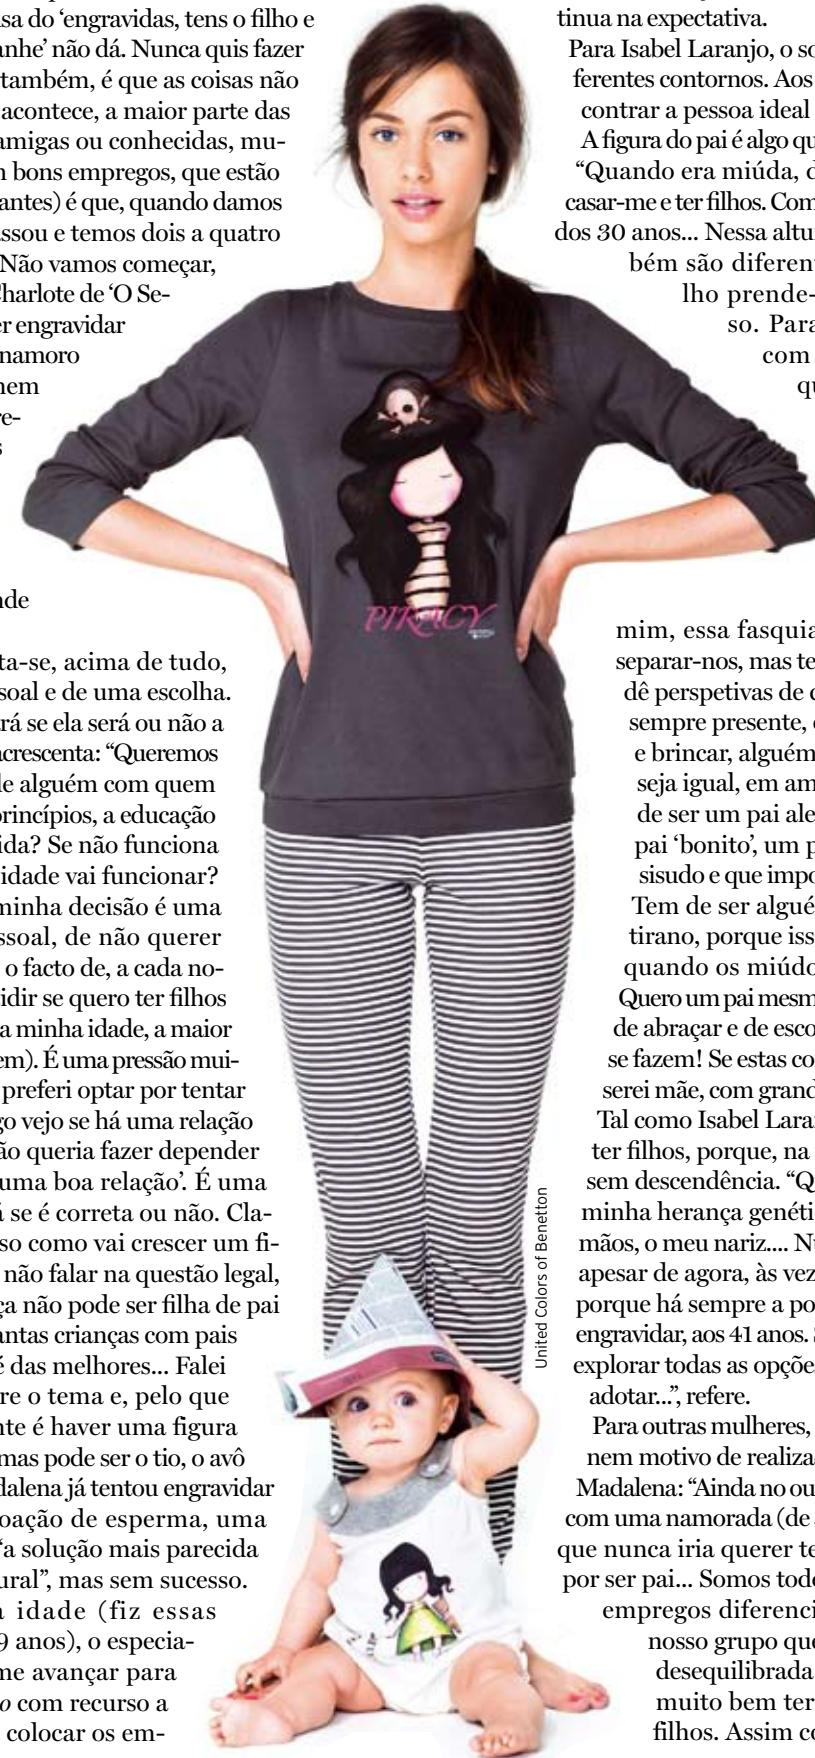 sa do ‘engravidas, tens o filho e
anhe’ não dá. Nunca quis fazer
também, é que as coisas não
acontece, a maior parte das
amigas ou conhecidas, mu-
n bons empregos, que estão
antes) é que, quando damos
assou e temos dois a quatro
Não vamos começar,
Charlote de ‘O Se-
er engravidar
namoro
nem
re-
s
nde
ta-se, acima de tudo,
soal e de uma escolha.
rá se ela será ou não a
acrescenta: “Queremos
le alguém com quem
princípios, a educação
ida? Se não funciona
idade vai funcionar?
minha decisão é uma
ssoal, de não querer
o facto de, a cada no-
idir se quero ter filhos
a minha idade, a maior
em). É uma pressão mui-
preferi optar por tentar
go vejo se há uma relação
ão queria fazer depender
uma boa relação’. É uma
á se é correta ou não. Cla-
so como vai crescer um fi-
não falar na questão legal,
ça não pode ser filha de pai
antas crianças com pais
é das melhores... Falei
re o tema e, pelo que
nte é haver uma figura
mas pode ser o tio, o avô
dalena já tentou engravidar
oação de esperma, uma
“a solução mais parecida
ural”, mas sem sucesso.
a idade (fiz essas
9 anos), o especia-
me avançar para
o com recurso a
colocar os em-
PIRACY
United Colors of Benetton
tinua na expectativa.
Para Isabel Laranjo, o so
ferentes contornos. Aos
contrar a pessoa ideal
A figura do pai é algo qu
“Quando era miúda, d
casar-me e ter filhos. Com
dos 30 anos... Nessa altur
bém são diferent
lho prende-
so. Para
com
qu
mim, essa fasquia
separar-nos, mas te
dê perspetivas de c
sempre presente, c
e brincar, alguém
seja igual, em am
de ser um pai ale
pai ‘bonito’, um p
sisudo e que impo
Tem de ser algué
tirano, porque iss
quando os miúdo
Quero um pai mesm
de abraçar e de esco
se fazem! Se estas co
serei mãe, com grand
Tal como Isabel Laran
ter filhos, porque, na
sem descendência. “Q
minha herança genéti
mãos, o meu nariz.... Nu
apesar de agora, às vez
porque há sempre a po
engravidar, aos 41 anos. S
explorar todas as opçõe
adotar...”, refere.
Para outras mulheres,
nem motivo de realiza
Madalena: “Ainda no ou
com uma namorada (de
que nunca iria querer te
por ser pai... Somos tod
empregos diferenci
nosso grupo que
desequilibrada
muito bem ter
filhos. Assim co